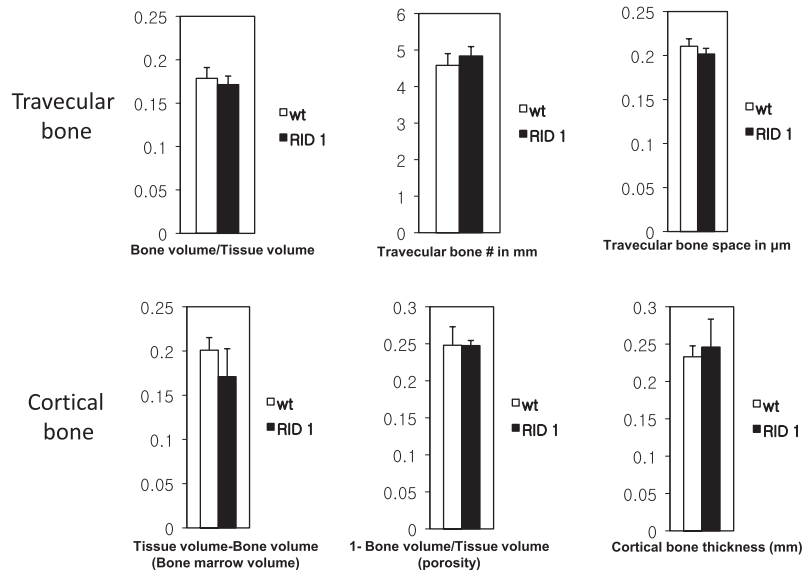 Travecular
bone
0.25
0.2
0.15
0.1
0.05
0
wt
RID 1
Bone volume/Tissue volume
6
5
4
3
2
1
0
wt
RID 1
Travecular bone # in mm
0.25
0.2
0.15
0.1
0.05
0
wt
RID 1
Travecular bone space in µm
Cortical
bone
0.25
0.2
0.15
0.1
0.05
0
wt
RID 1
Tissue volume-Bone volume
(Bone marrow volume)
0.3
0.25
0.2
0.15
0.1
0.05
0
wt
RID 1
1- Bone volume/Tissue volume
(porosity)
0.3
0.25
0.2
0.15
0.1
0.05
0
wt
RID 1
Cortical bone thickness (mm)